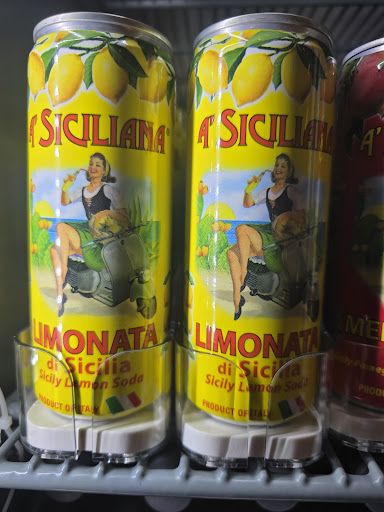 A' SICILIANA®
LIMONATA
di Sicilia
Sicily Lemon Soda
PRODUCT OF ITALY
A' SICILIANA®
LIMONATA
di Sicilia
Sicily Lemon Soda
PRODUCT OF ITALY